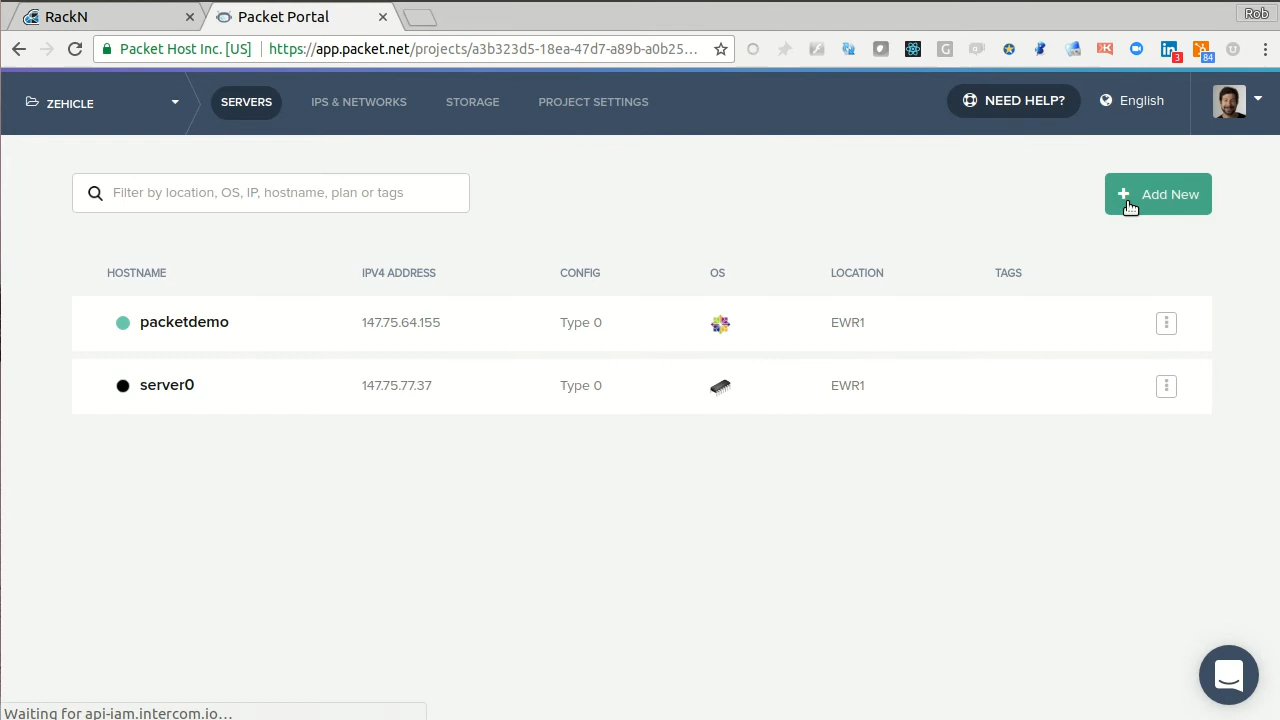 RackN
Packet Portal
Rob
Packet Host Inc. [US]
https://app.packet.net/projects/a3b323d5-18ea-47d7-a89b-a0b25...
3
84
ZEHICLE
SERVERS
IPS & NETWORKS
STORAGE
PROJECT SETTINGS
NEED HELP?
English
Filter by location, OS, IP, hostname, plan or tags
+ Add New
HOSTNAME IPV4 ADDRESS CONFIG OS LOCATION TAGS
packetdemo 147.75.64.155 Type 0 EWR1
server0 147.75.77.37 Type 0 EWR1
Waiting for api-iam.intercom.io...